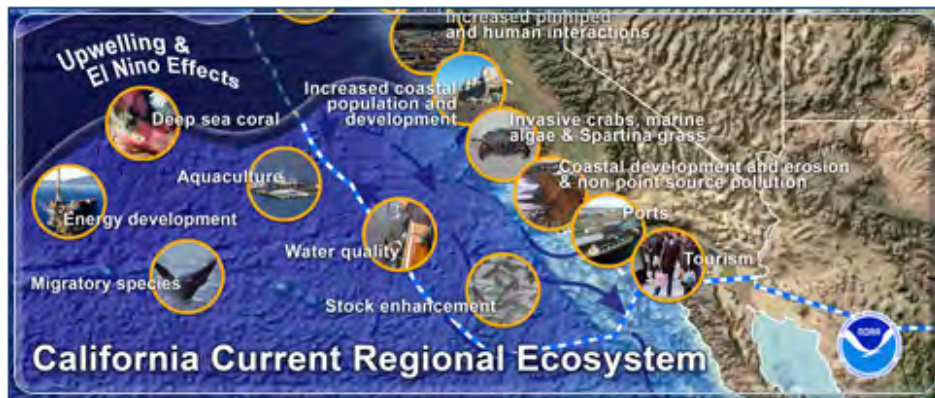 Increased pinniped
and human interactions
Upwelling &
El Nino Effects
Increased coastal
population and
development
Deep sea coral
Invasive crabs, marine
algae & Spartina grass
Aquaculture
Coastal development and erosion
& non-point source pollution
Energy development
Ports
Water quality
Tourism
Migratory species
Stock enhancement
California Current Regional Ecosystem
NOAA